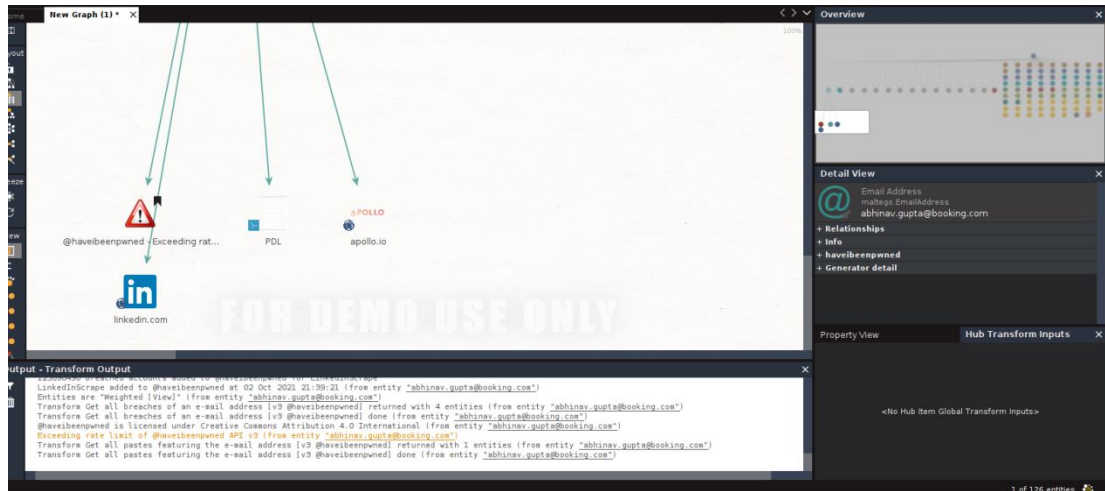 New Graph (1) *
100%
@haveibeenpwned - Exceeding rat...
PDL
APOLLO
apollo.io
in
linkedin.com
FOR DEMO USE ONLY
Overview
Detail View
Email Address
maltego.EmailAddress
abhinav.gupta@booking.com
+ Relationships
+ Info
+ haveibeenpwned
+ Generator detail
Property View
Hub Transform Inputs
<No Hub Item Global Transform Inputs>
utput - Transform Output
breached accounts added to @haveibeenpwned for LinkedInScrape
LinkedInScrape added to @haveibeenpwned at 02 Oct 2021 21:39:21 (from entity "abhinav.gupta@booking.com")
Entities are "Weighted [View]" (from entity "abhinav.gupta@booking.com")
Transform Get all breaches of an e-mail address [v3 @haveibeenpwned] returned with 4 entities (from entity "abhinav.gupta@booking.com")
Transform Get all breaches of an e-mail address [v3 @haveibeenpwned] done (from entity "abhinav.gupta@booking.com")
@haveibeenpwned is licensed under Creative Commons Attribution 4.0 International (from entity "abhinav.gupta@booking.com")
Exceeding rate limit of @haveibeenpwned API v3 (from entity "abhinav.gupta@booking.com")
Transform Get all pastes featuring the e-mail address [v3 @haveibeenpwned] returned with 1 entities (from entity "abhinav.gupta@booking.com")
Transform Get all pastes featuring the e-mail address [v3 @haveibeenpwned] done (from entity "abhinav.gupta@booking.com")
1 of 126 entities